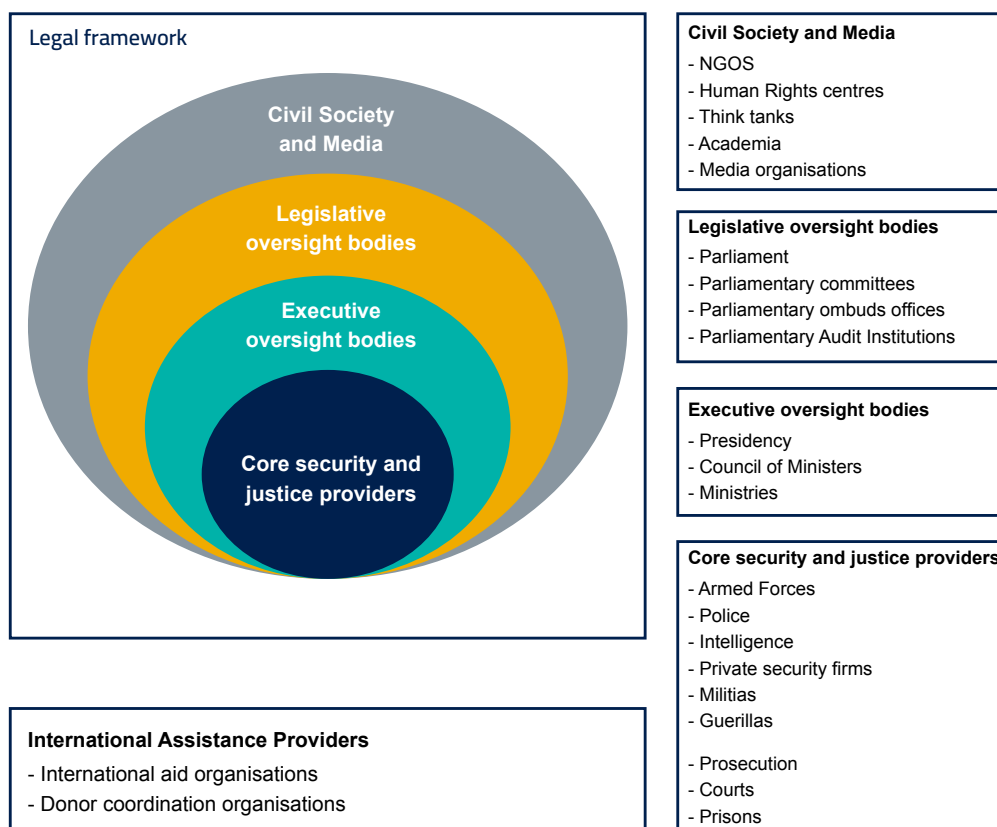 Legal framework
Civil Society
and Media
Legislative
oversight bodies
Executive
oversight bodies
Core security and
justice providers
International Assistance Providers
- International aid organisations
- Donor coordination organisations
Civil Society and Media
- NGOS
- Human Rights centres
- Think tanks
- Academia
- Media organisations
Legislative oversight bodies
- Parliament
- Parliamentary committees
- Parliamentary ombuds offices
- Parliamentary Audit Institutions
Executive oversight bodies
- Presidency
- Council of Ministers
- Ministries
Core security and justice providers
- Armed Forces
- Police
- Intelligence
- Private security firms
- Militias
- Guerillas
- Prosecution
- Courts
- Prisons